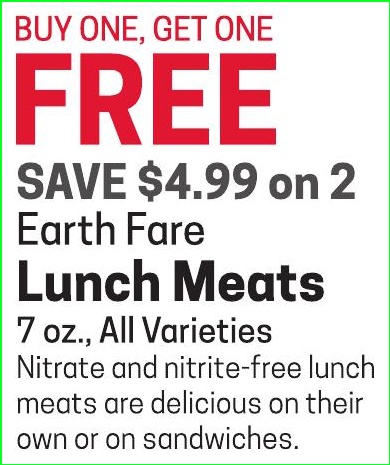 BUY ONE, GET ONE
FREE
SAVE $4.99 on 2
Earth Fare
Lunch Meats
7 oz., All Varieties
Nitrate and nitrite-free lunch
meats are delicious on their
own or on sandwiches.